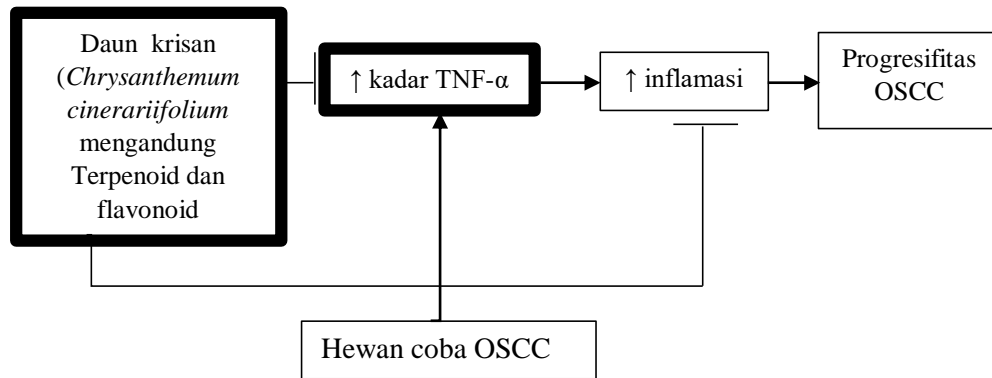 Daun krisan
(Chrysanthemum
cinerariifolium
mengandung
Terpenoid dan
flavonoid
↑ kadar TNF-α
↑ inflamasi
Progresifitas
OSCC
Hewan coba OSCC